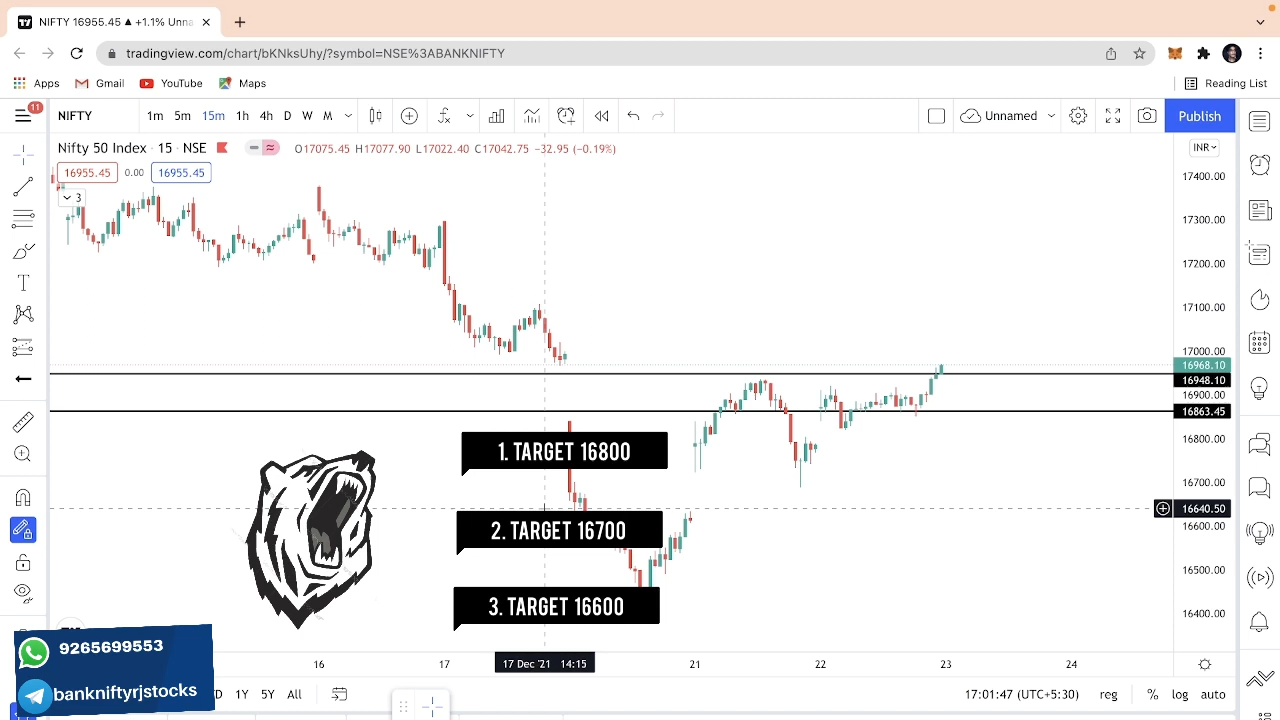 NIFTY 16955.45 ▲ +1.1% Unna
tradingview.com/chart/bKNksUhy/?symbol=NSE%3ABANKNIFTY
Apps Gmail YouTube Maps Reading List
11
NIFTY 1m 5m 15m 1h 4h D W M Unnamed Publish
Nifty 50 Index · 15 · NSE O17075.45 H17077.90 L17022.40 C17042.75 −32.95 (−0.19%) INR
16955.45 0.00 16955.45
3
17400.00
17300.00
17200.00
17100.00
17000.00
16968.10
16948.10
16900.00
16863.45
16800.00
16700.00
16640.50
16600.00
16500.00
16400.00
1. TARGET 16800
2. TARGET 16700
3. TARGET 16600
16 17 17 Dec '21 14:15 21 22 23 24
9265699553
bankniftyrjstocks
D 1Y 5Y All 17:01:47 (UTC+5:30) reg % log auto